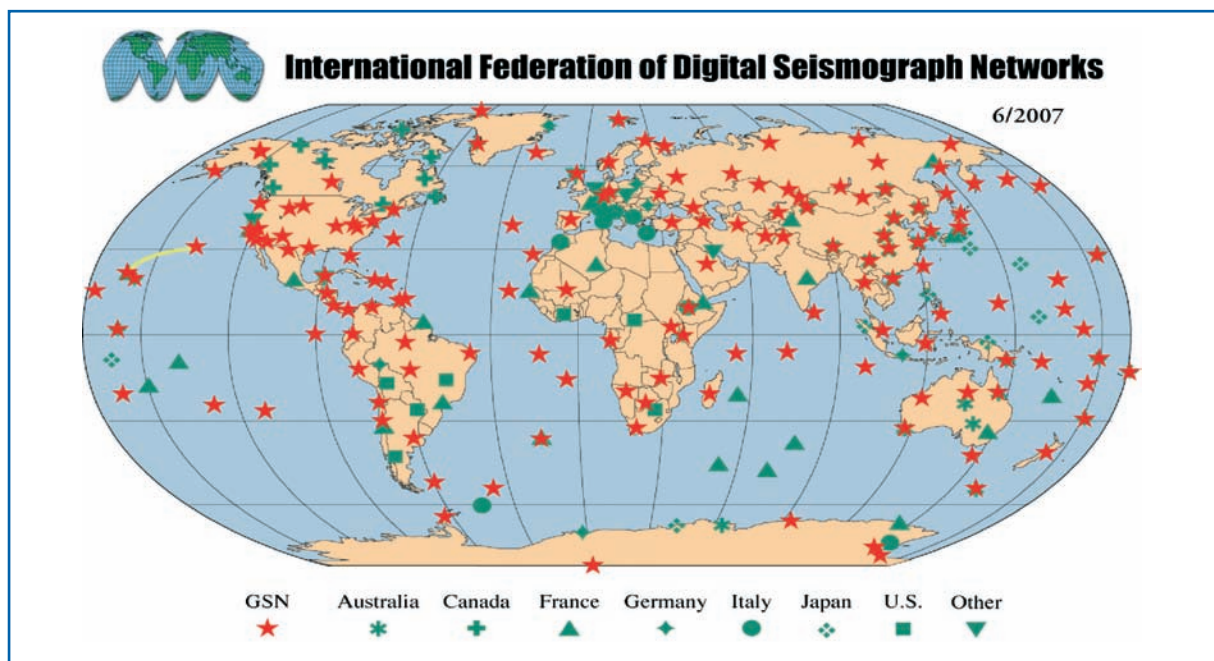 International Federation of Digital Seismograph Networks
6/2007
GSN Australia Canada France Germany Italy Japan U.S. Other